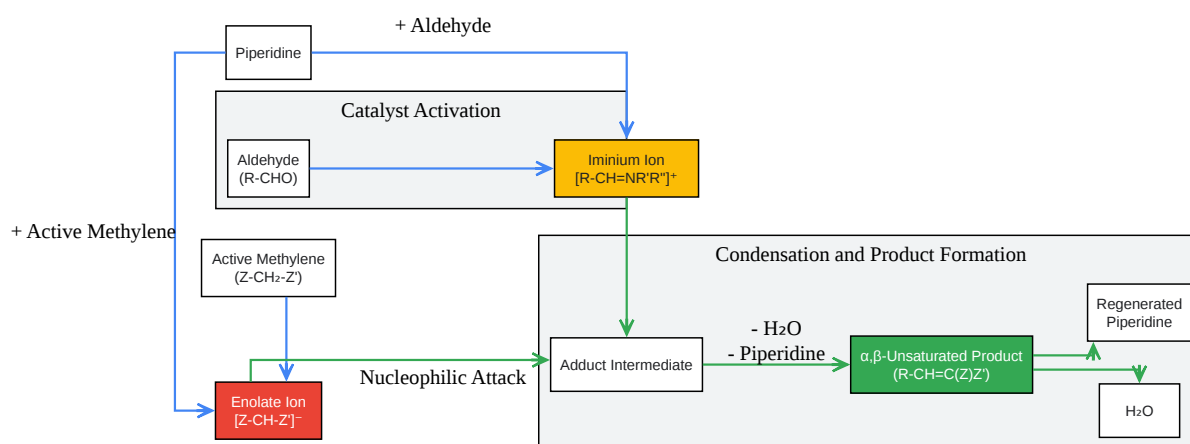 + Aldehyde
Piperidine
Catalyst Activation
Aldehyde
(R-CHO)
Iminium Ion
[R-CH=NR'R"]⁺
+ Active Methylene
Active Methylene
(Z-CH₂-Z')
Condensation and Product Formation
Regenerated
Piperidine
- H₂O
- Piperidine
Adduct Intermediate
α,β-Unsaturated Product
(R-CH=C(Z)Z')
Nucleophilic Attack
Enolate Ion
[Z-CH-Z']⁻
H₂O